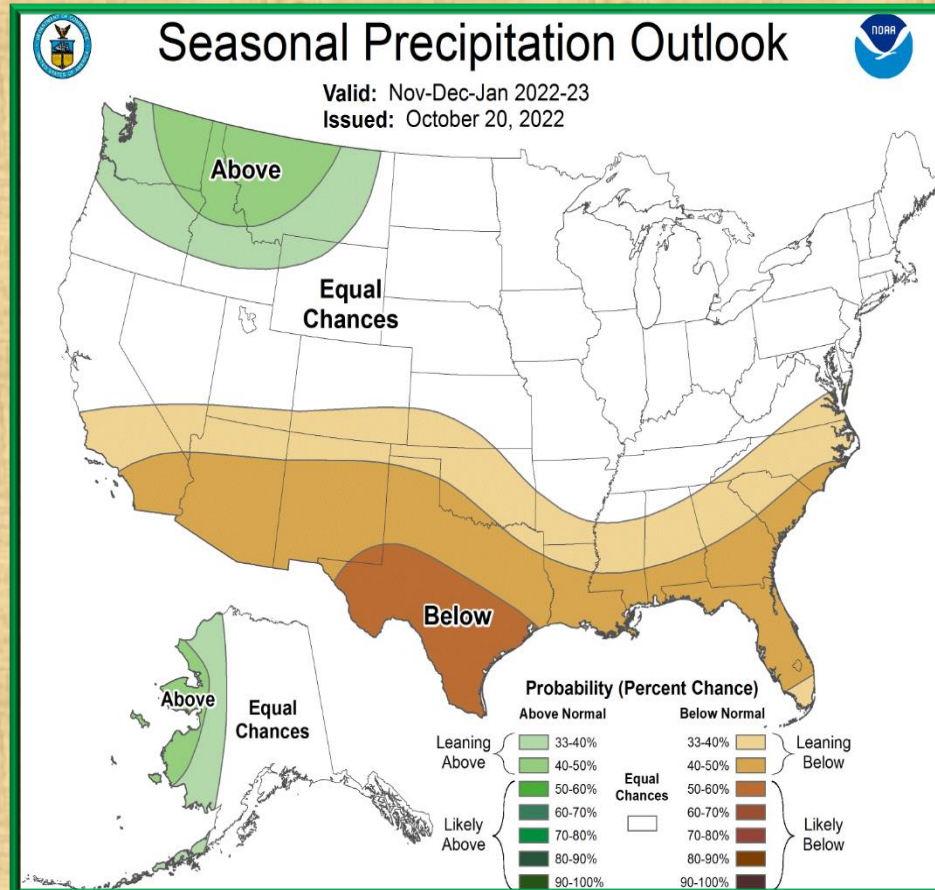 Seasonal Precipitation Outlook
NOAA
Valid: Nov-Dec-Jan 2022-23
Issued: October 20, 2022
Above
Equal
Chances
Below
Above
Equal
Chances
Probability (Percent Chance)
Above Normal
Below Normal
Leaning
Above
33-40%
40-50%
50-60%
60-70%
70-80%
80-90%
90-100%
Likely
Above
Equal
Chances
33-40%
40-50%
50-60%
60-70%
70-80%
80-90%
90-100%
Leaning
Below
Likely
Below